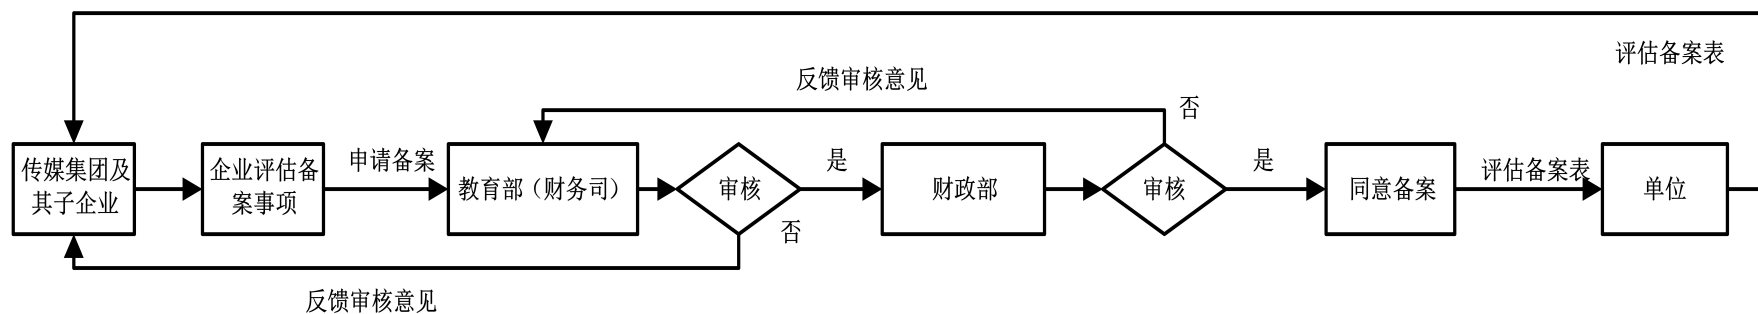 评估备案表
反馈审核意见
否
传媒集团及
其子企业
企业评估备
案事项
申请备案
教育部（财务司）
审核
是
否
财政部
审核
是
同意备案
评估备案表
单位
反馈审核意见